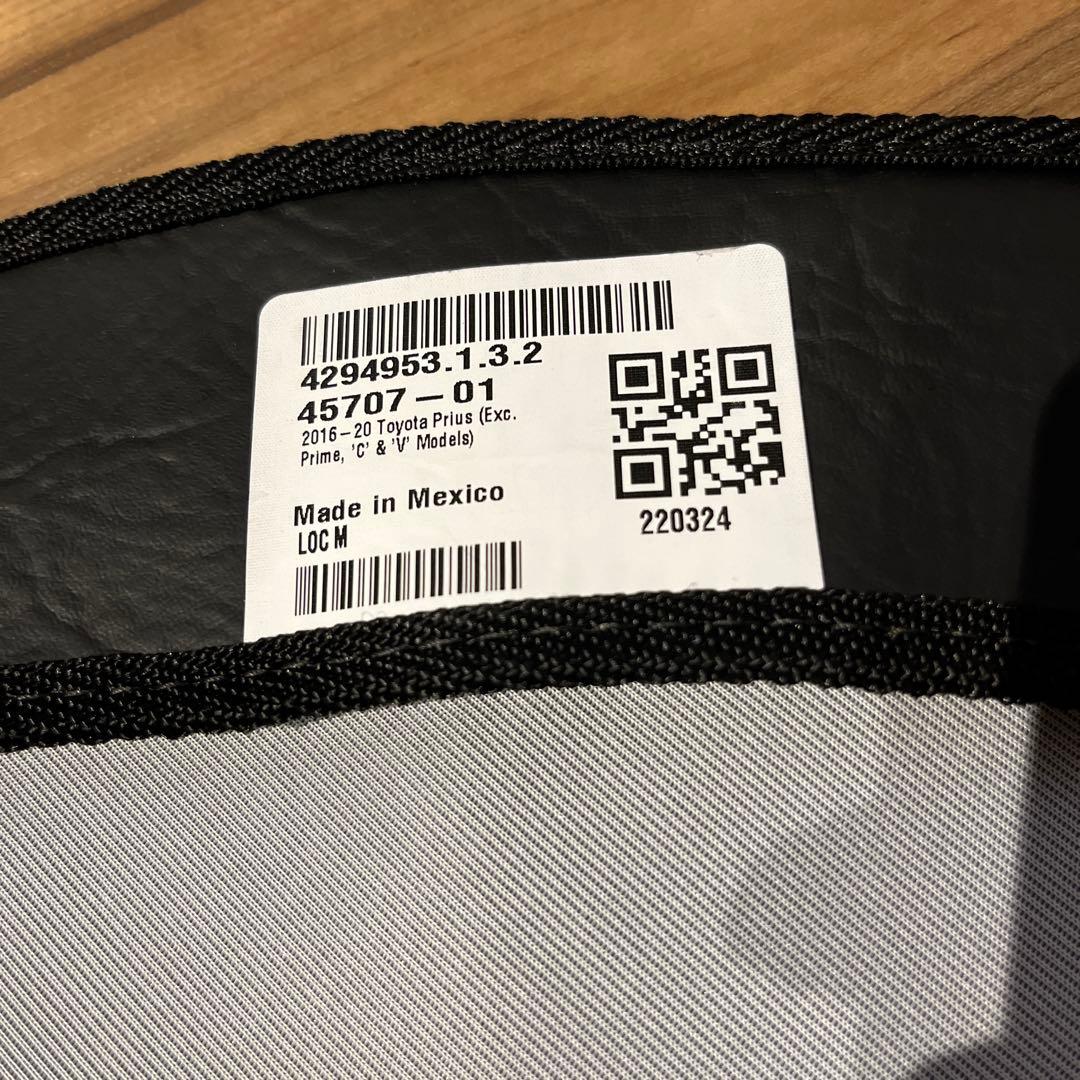 4294953.1.3.2
45707-01
2016-20 Toyota Prius (Exc.
Prime, 'C' & 'V' Models)
Made in Mexico
LOC M
220324